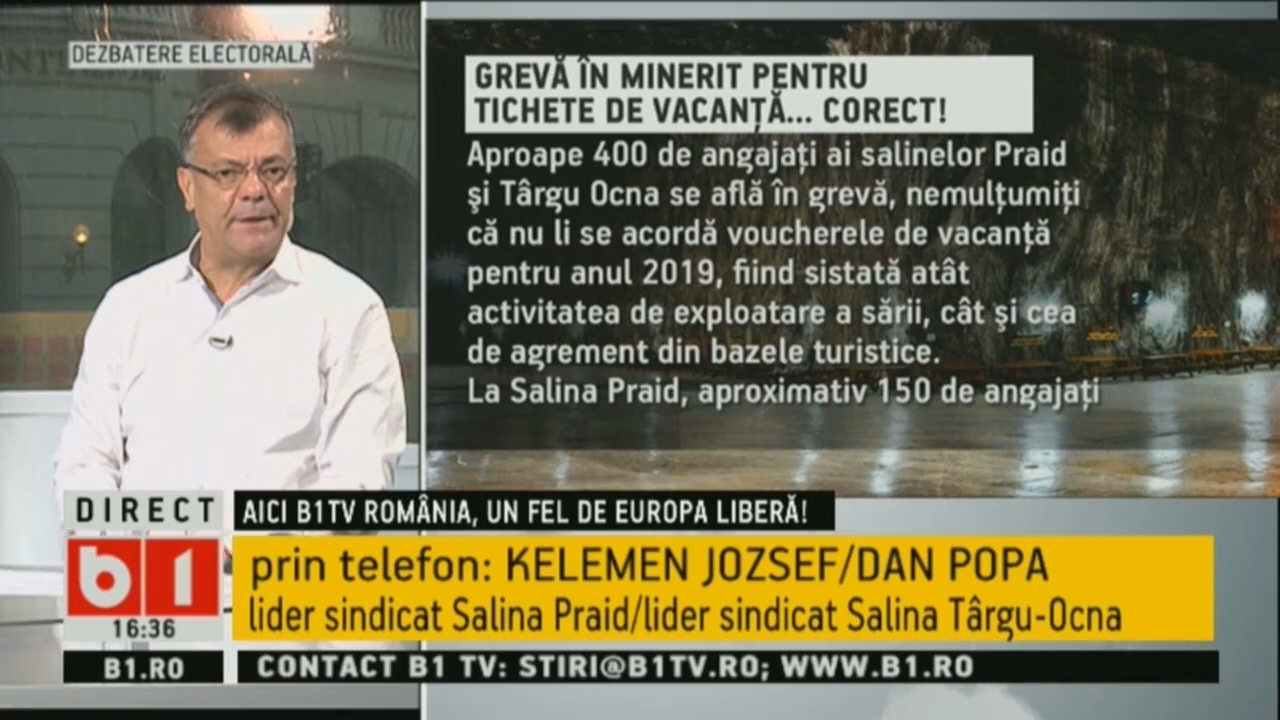 DEZBATERE ELECTORALĂ
GREVĂ ÎN MINERIT PENTRU
TICHETE DE VACANȚĂ... CORECT!
Aproape 400 de angajați ai salinelor Praid
şi Târgu Ocna se află în grevă, nemulțumiți
că nu li se acordă voucherele de vacanță
pentru anul 2019, fiind sistată atât
activitatea de exploatare a sării, cât şi cea
de agrement din bazele turistice.
La Salina Praid, aproximativ 150 de angajați
DIRECT
AICI B1TV ROMÂNIA, UN FEL DE EUROPA LIBERĂ!
b1
prin telefon: KELEMEN JOZSEF/DAN POPA
lider sindicat Salina Praid/lider sindicat Salina Târgu-Ocna
16:36
B1.RO
CONTACT B1 TV: STIRI@B1TV.RO; WWW.B1.RO